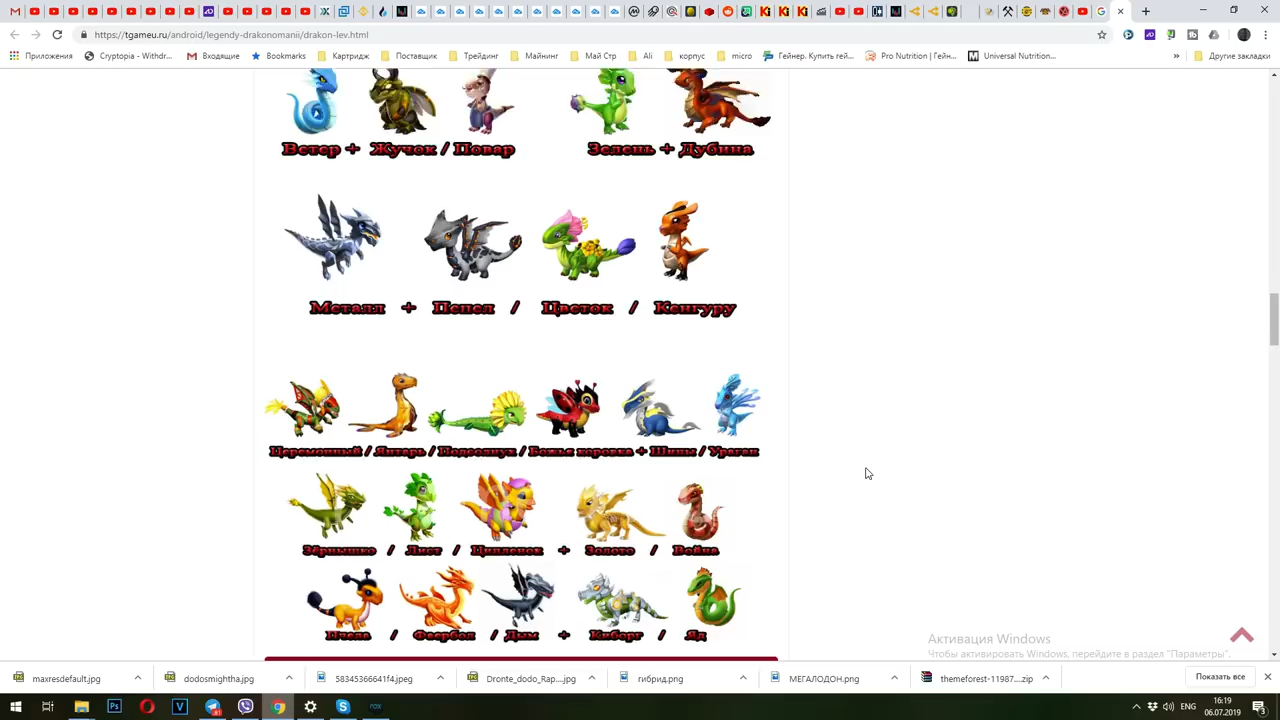 https://tgameu.ru/android/legendy-drakonomanii/drakon-lev.html
Приложения Cryptopia - Withdr... Входящие Bookmarks Картридж Поставщик Трейдинг Майнинг Май Стр Ali корпус micro Гейнер. Купить гей... Pro Nutrition | Гейн... Universal Nutrition... » Другие закладки
Ветер + Жучок / Повар
Зелень + Дубина
Металл + Пепел / Цветок / Кенгуру
Церемонный / Янтарь / Подсолнух / Божья коровка + Шипы / Ураган
Зёрнышко / Лист / Цыпленок + Золото / Война
Пчела / Фаербол / Дым + Киборг / Яд
Активация Windows
Чтобы активировать Windows, перейдите в раздел "Параметры".
maxresdefault.jpg dodosmightha.jpg 58345366641f4.jpeg Dronte_dodo_Rap....jpg гибрид.png МЕГАЛОДОН.png themeforest-11987....zip Показать все
ENG 16:19
06.07.2019